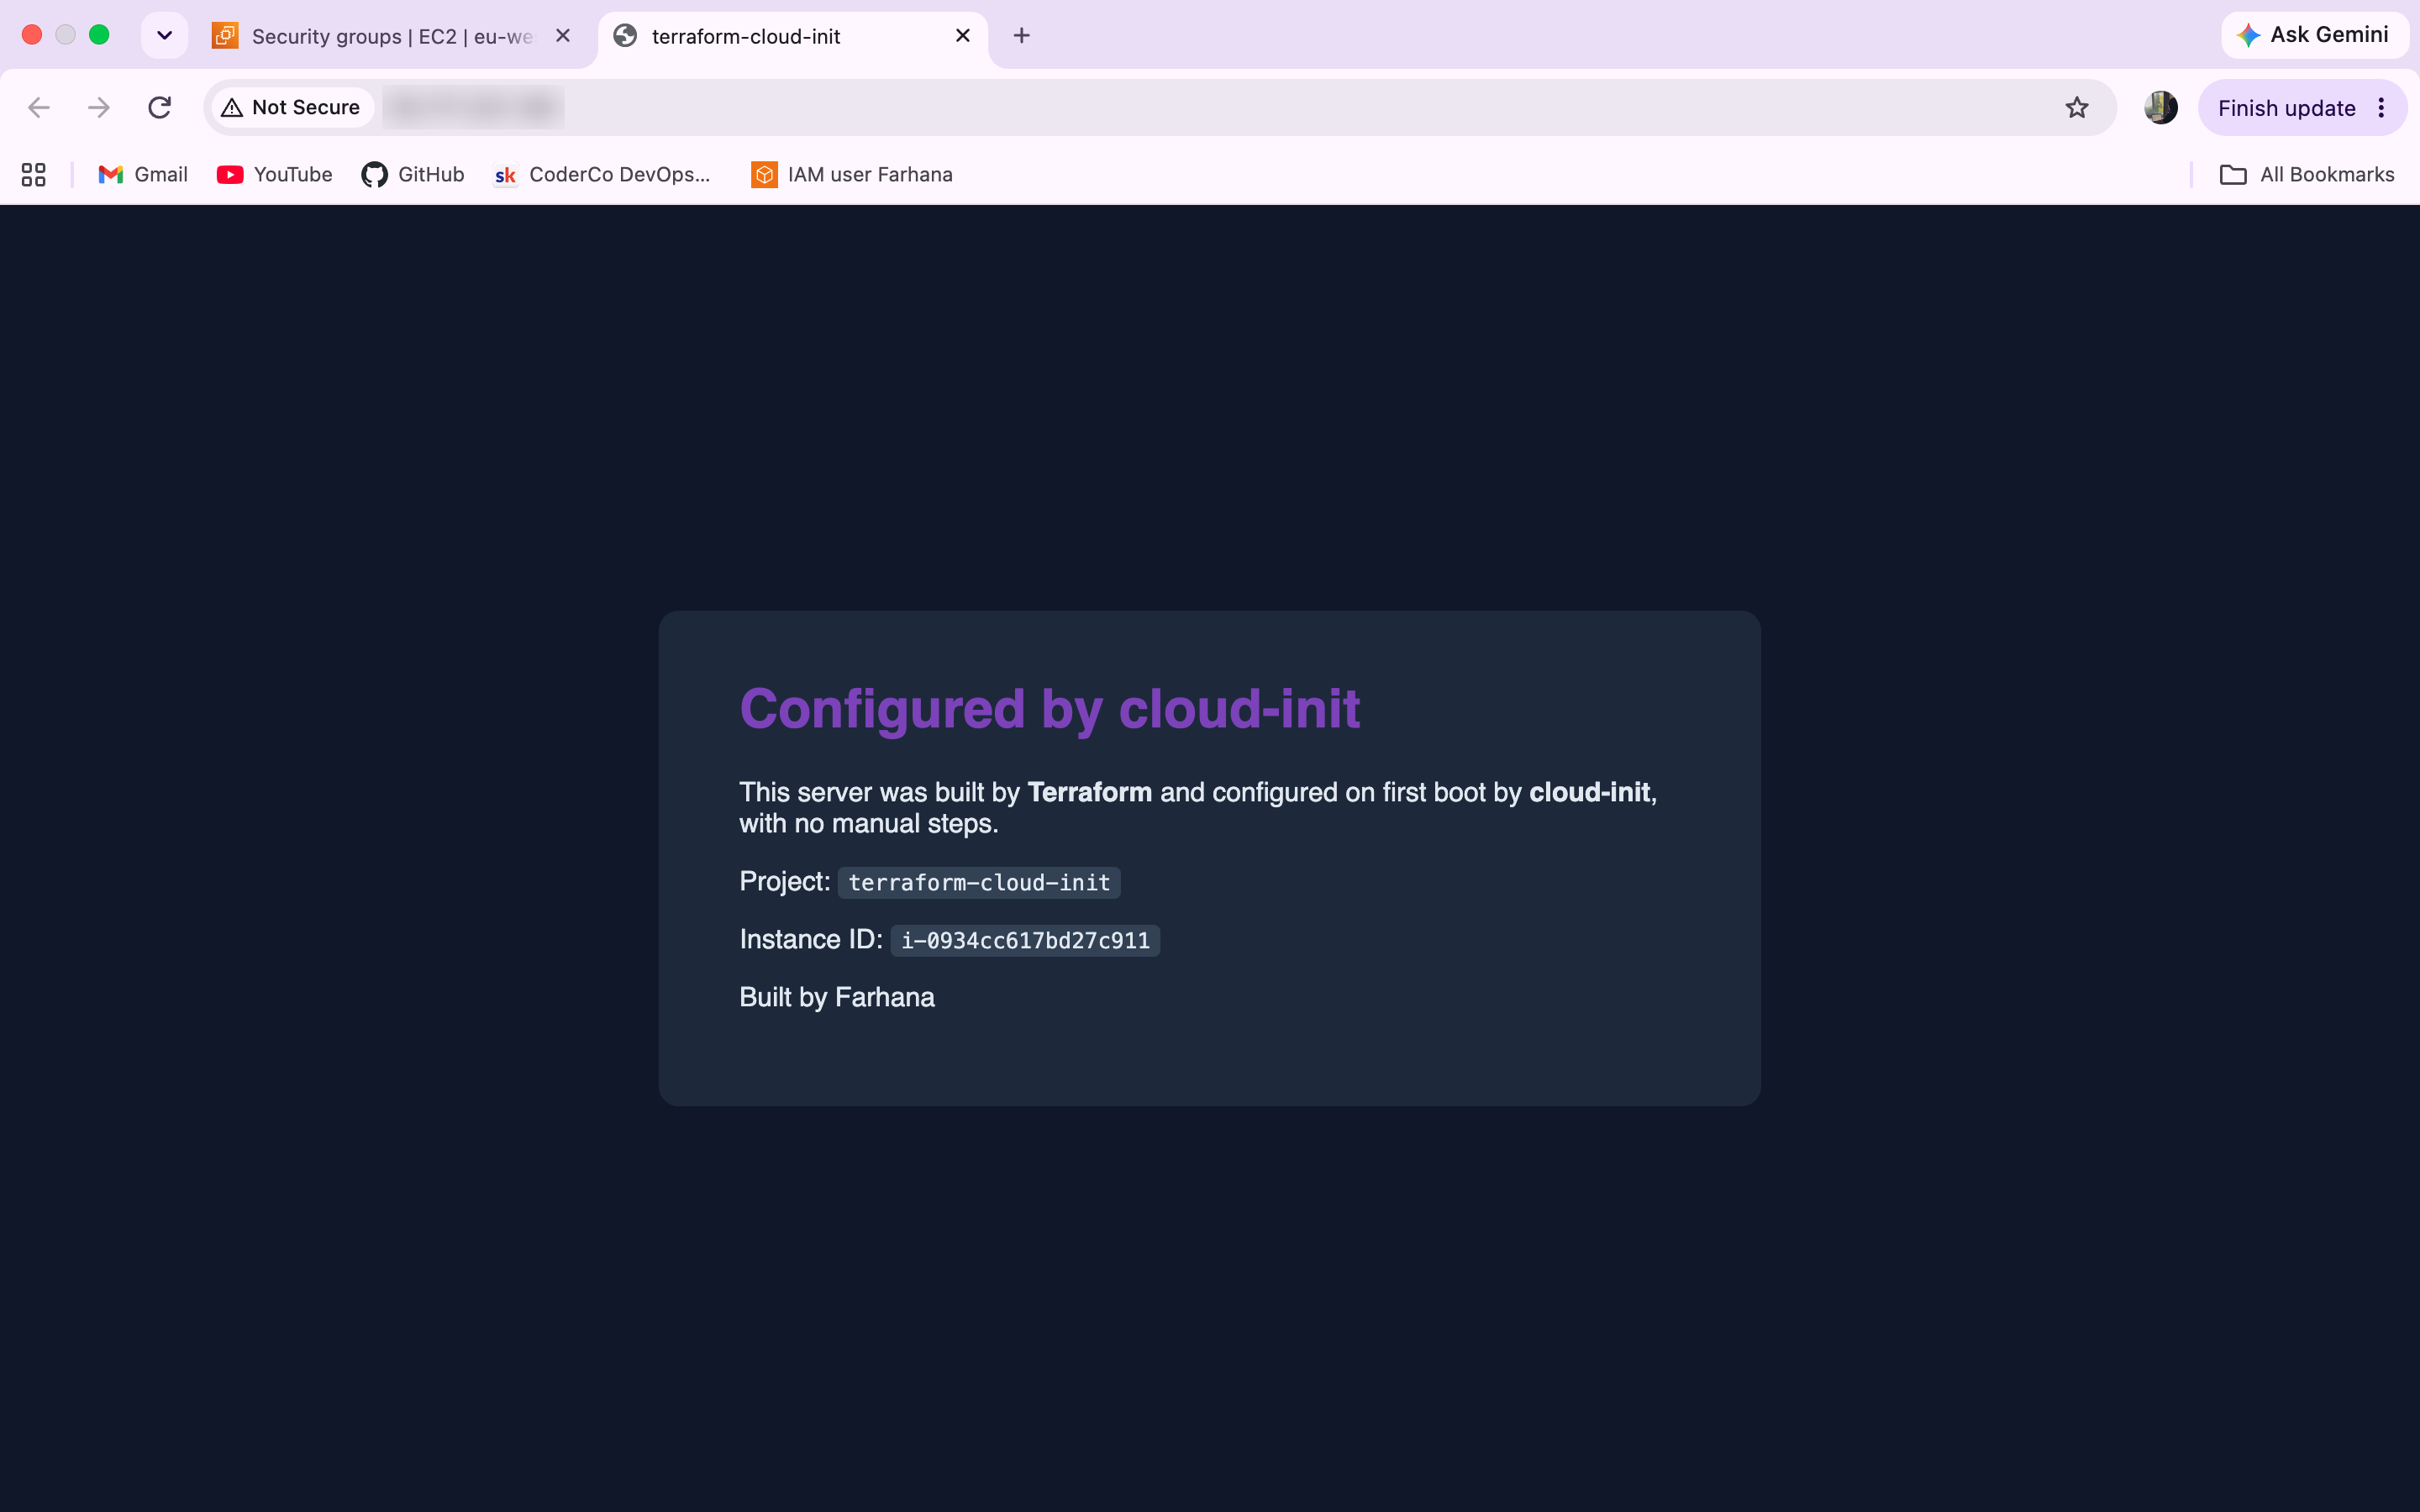 Security groups | EC2 | eu-we
terraform-cloud-init
Ask Gemini
Not Secure
Finish update
Gmail
YouTube
GitHub
sk CoderCo DevOps...
IAM user Farhana
All Bookmarks
Configured by cloud-init
This server was built by Terraform and configured on first boot by cloud-init,
with no manual steps.
Project: terraform-cloud-init
Instance ID: i-0934cc617bd27c911
Built by Farhana